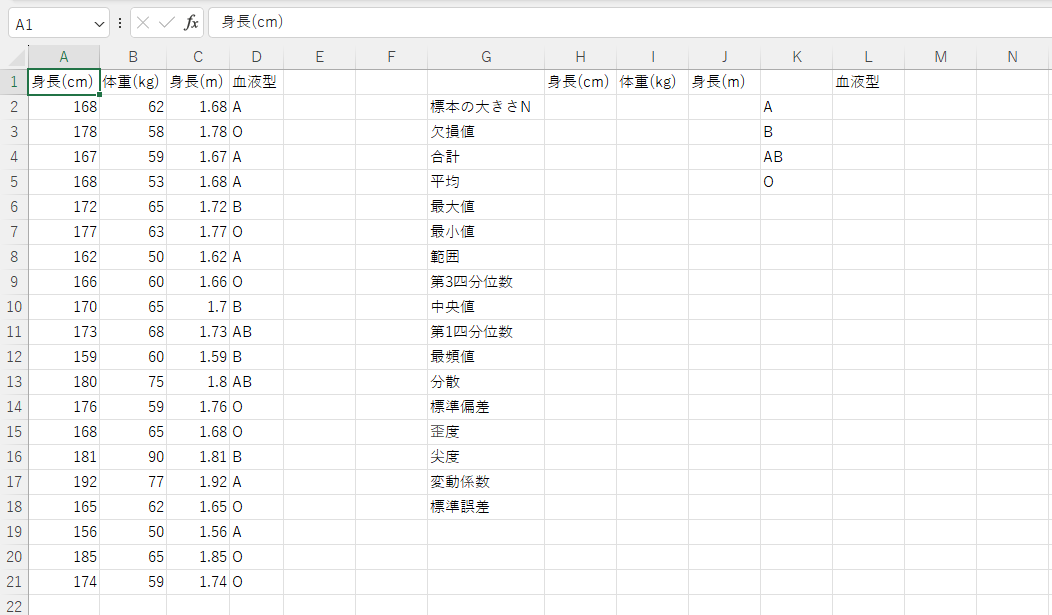 A1 fx 身長(cm)
A B C D E F G H I J K L M N
1 身長(cm) 体重(kg) 身長(m) 血液型 身長(cm) 体重(kg) 身長(m) 血液型
2 168 62 1.68 A 標本の大きさN A
3 178 58 1.78 O 欠損値 B
4 167 59 1.67 A 合計 AB
5 168 53 1.68 A 平均 O
6 172 65 1.72 B 最大値
7 177 63 1.77 O 最小値
8 162 50 1.62 A 範囲
9 166 60 1.66 O 第3四分位数
10 170 65 1.7 B 中央値
11 173 68 1.73 AB 第1四分位数
12 159 60 1.59 B 最頻値
13 180 75 1.8 AB 分散
14 176 59 1.76 O 標準偏差
15 168 65 1.68 O 歪度
16 181 90 1.81 B 尖度
17 192 77 1.92 A 変動係数
18 165 62 1.65 O 標準誤差
19 156 50 1.56 A
20 185 65 1.85 O
21 174 59 1.74 O
22